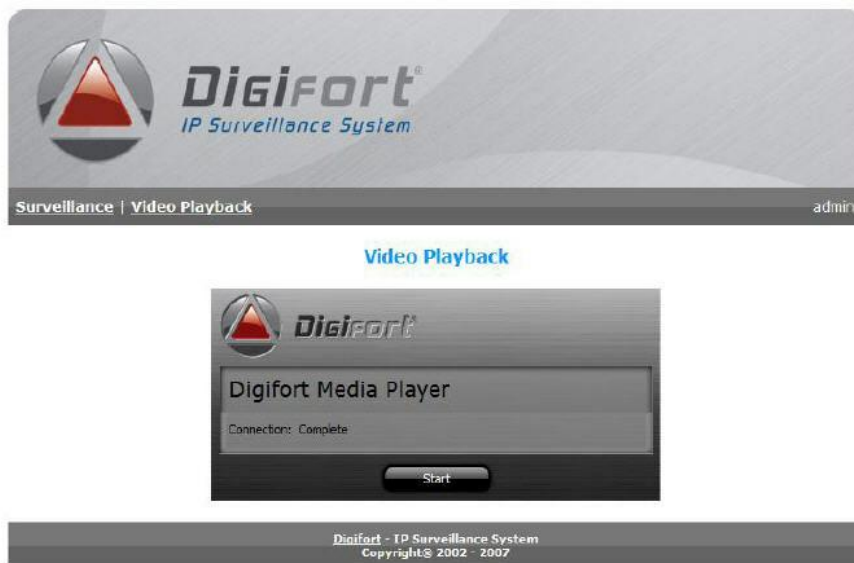 Digifort®
IP Surveillance System
Surveillance | Video Playback admin
Video Playback
Digifort®
Digifort Media Player
Connection: Complete
Start
Digifort - IP Surveillance System
Copyright® 2002 - 2007